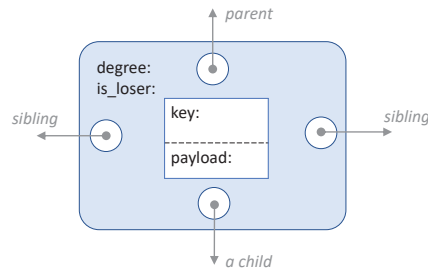 parent
degree:
is_loser:
key:
sibling
sibling
payload:
a child